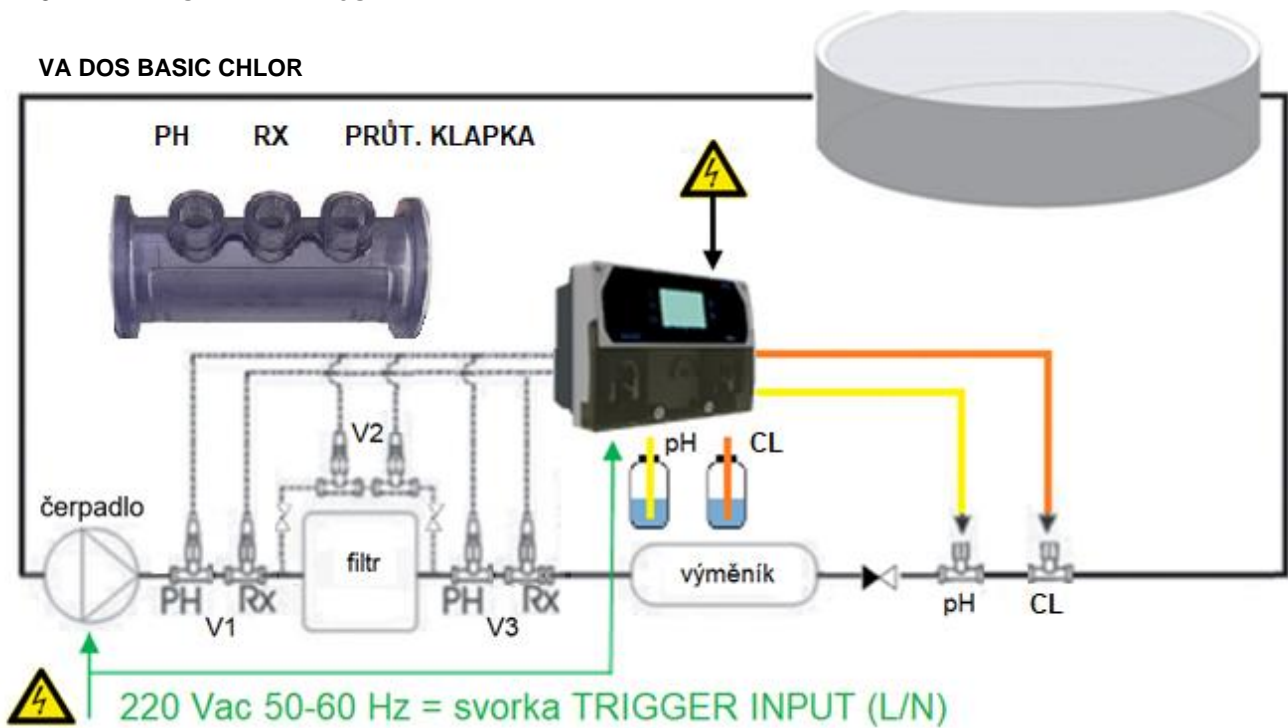 VA DOS BASIC CHLOR
PH RX PRŮT. KLAPKA
V2
pH CL
čerpadlo
filtr
výměník
PH Rx PH Rx
V1 V3
pH CL
220 Vac 50-60 Hz = svorka TRIGGER INPUT (L/N)